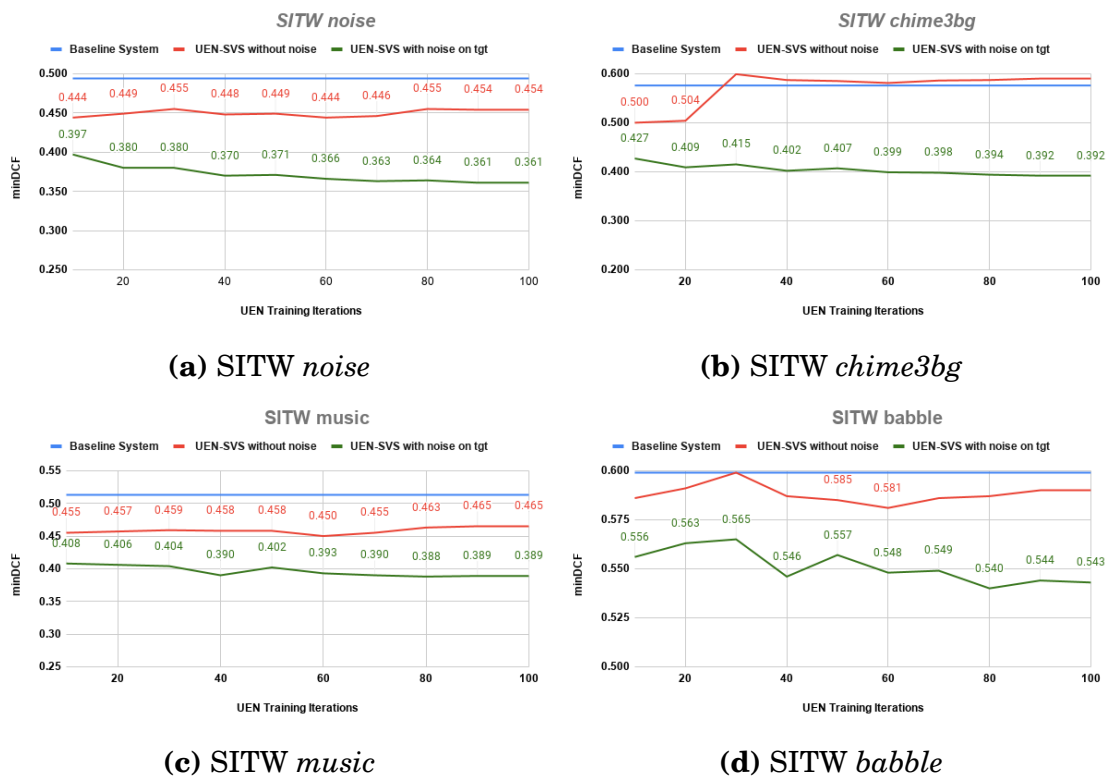 SITW noise
Baseline System UEN-SVS without noise UEN-SVS with noise on tgt
0.500
0.450
0.400
0.350
0.300
0.250
minDCF
0.444 0.449 0.455 0.448 0.449 0.444 0.446 0.455 0.454 0.454
0.397 0.380 0.380 0.370 0.371 0.366 0.363 0.364 0.361 0.361
20 40 60 80 100
UEN Training Iterations
(a) SITW noise
SITW chime3bg
Baseline System UEN-SVS without noise UEN-SVS with noise on tgt
0.600
0.500
0.400
0.300
0.200
minDCF
0.500 0.504
0.427 0.409 0.415 0.402 0.407 0.399 0.398 0.394 0.392 0.392
20 40 60 80 100
UEN Training Iterations
(b) SITW chime3bg
SITW music
Baseline System UEN-SVS without noise UEN-SVS with noise on tgt
0.55
0.50
0.45
0.40
0.35
0.30
0.25
minDCF
0.455 0.457 0.459 0.458 0.458 0.450 0.455 0.463 0.465 0.465
0.408 0.406 0.404 0.390 0.402 0.393 0.390 0.388 0.389 0.389
20 40 60 80 100
UEN Training Iterations
(c) SITW music
SITW babble
Baseline System UEN-SVS without noise UEN-SVS with noise on tgt
0.600
0.575
0.550
0.525
0.500
minDCF
0.585 0.581
0.556 0.563 0.565 0.546 0.557 0.548 0.549 0.540 0.544 0.543
20 40 60 80 100
UEN Training Iterations
(d) SITW babble